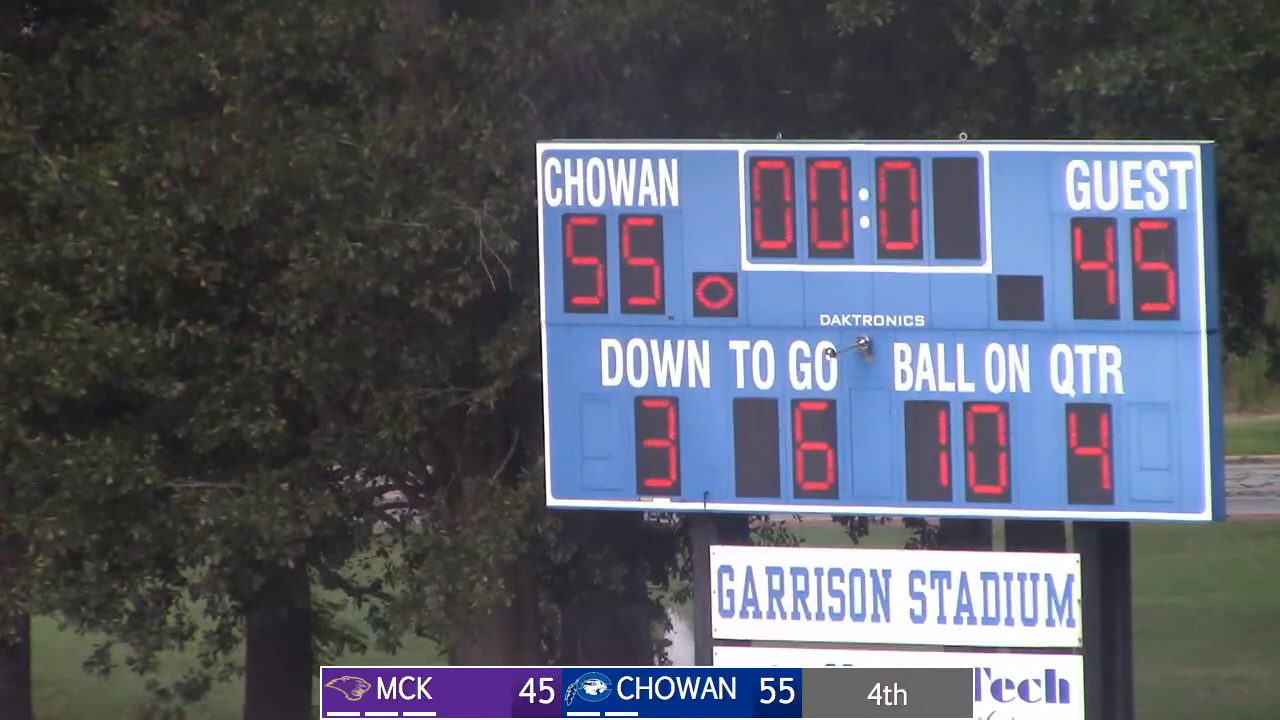 CHOWAN 00:0 GUEST
55 45
DAKTRONICS
DOWN TO GO BALL ON QTR
3 6 10 4
GARRISON STADIUM
Tech
MCK 45 CHOWAN 55 4th